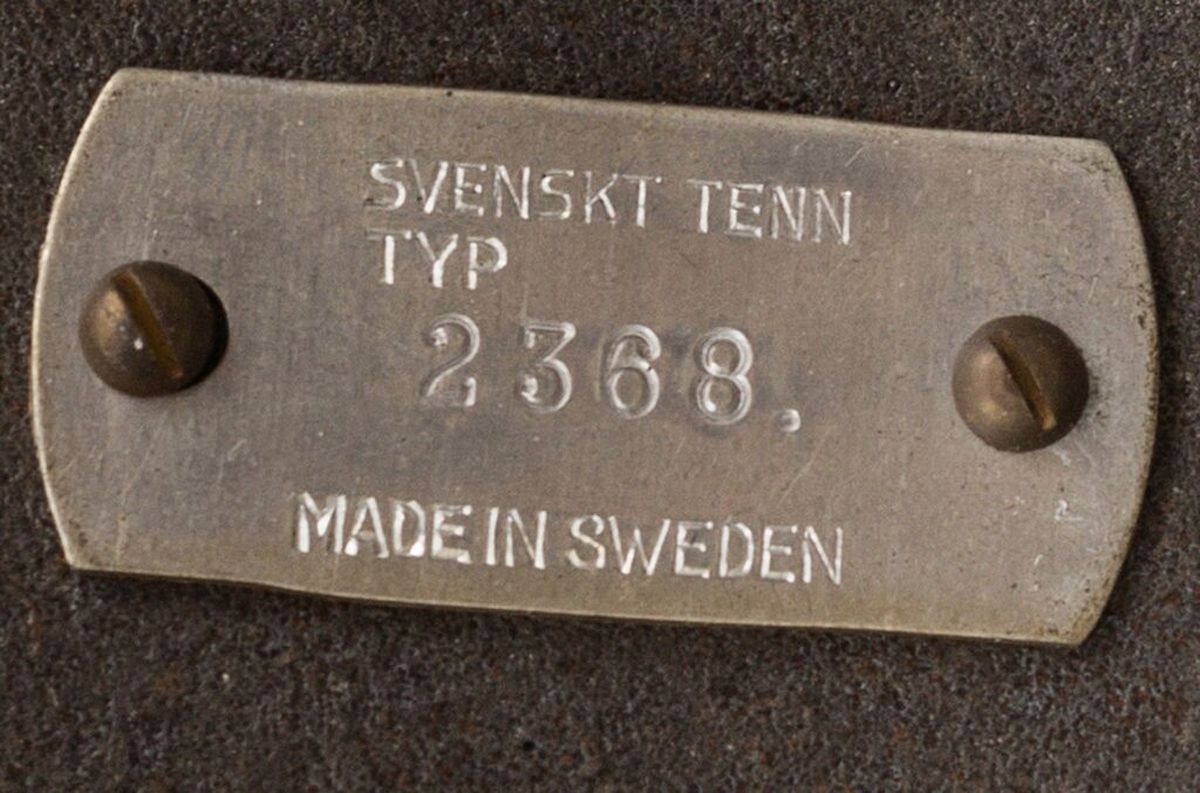 SVENSKT TENN
TYP
2368.
MADE IN SWEDEN